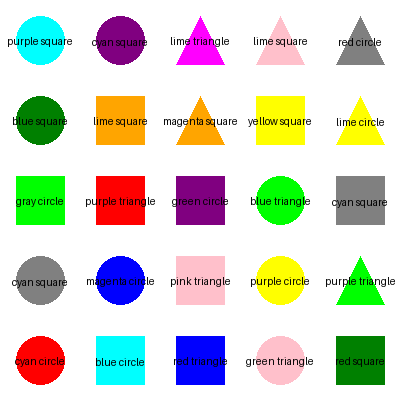 purple square cyan square lime triangle lime square red circle
blue square lime square magenta square yellow square lime circle
gray circle purple triangle green circle blue triangle cyan square
cyan square magenta circle pink triangle purple circle purple triangle
cyan circle blue circle red triangle green triangle red square